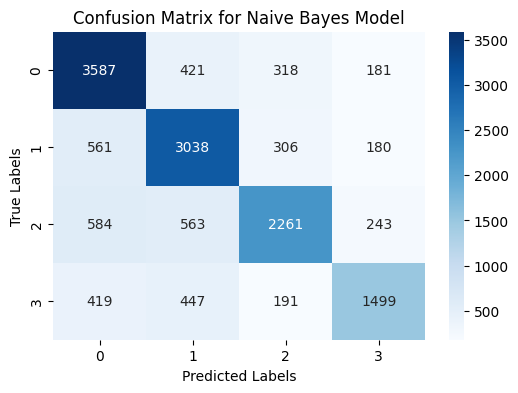 Confusion Matrix for Naive Bayes Model
True Labels
0 3587 421 318 181
1 561 3038 306 180
2 584 563 2261 243
3 419 447 191 1499
0 1 2 3
Predicted Labels
3500
3000
2500
2000
1500
1000
500